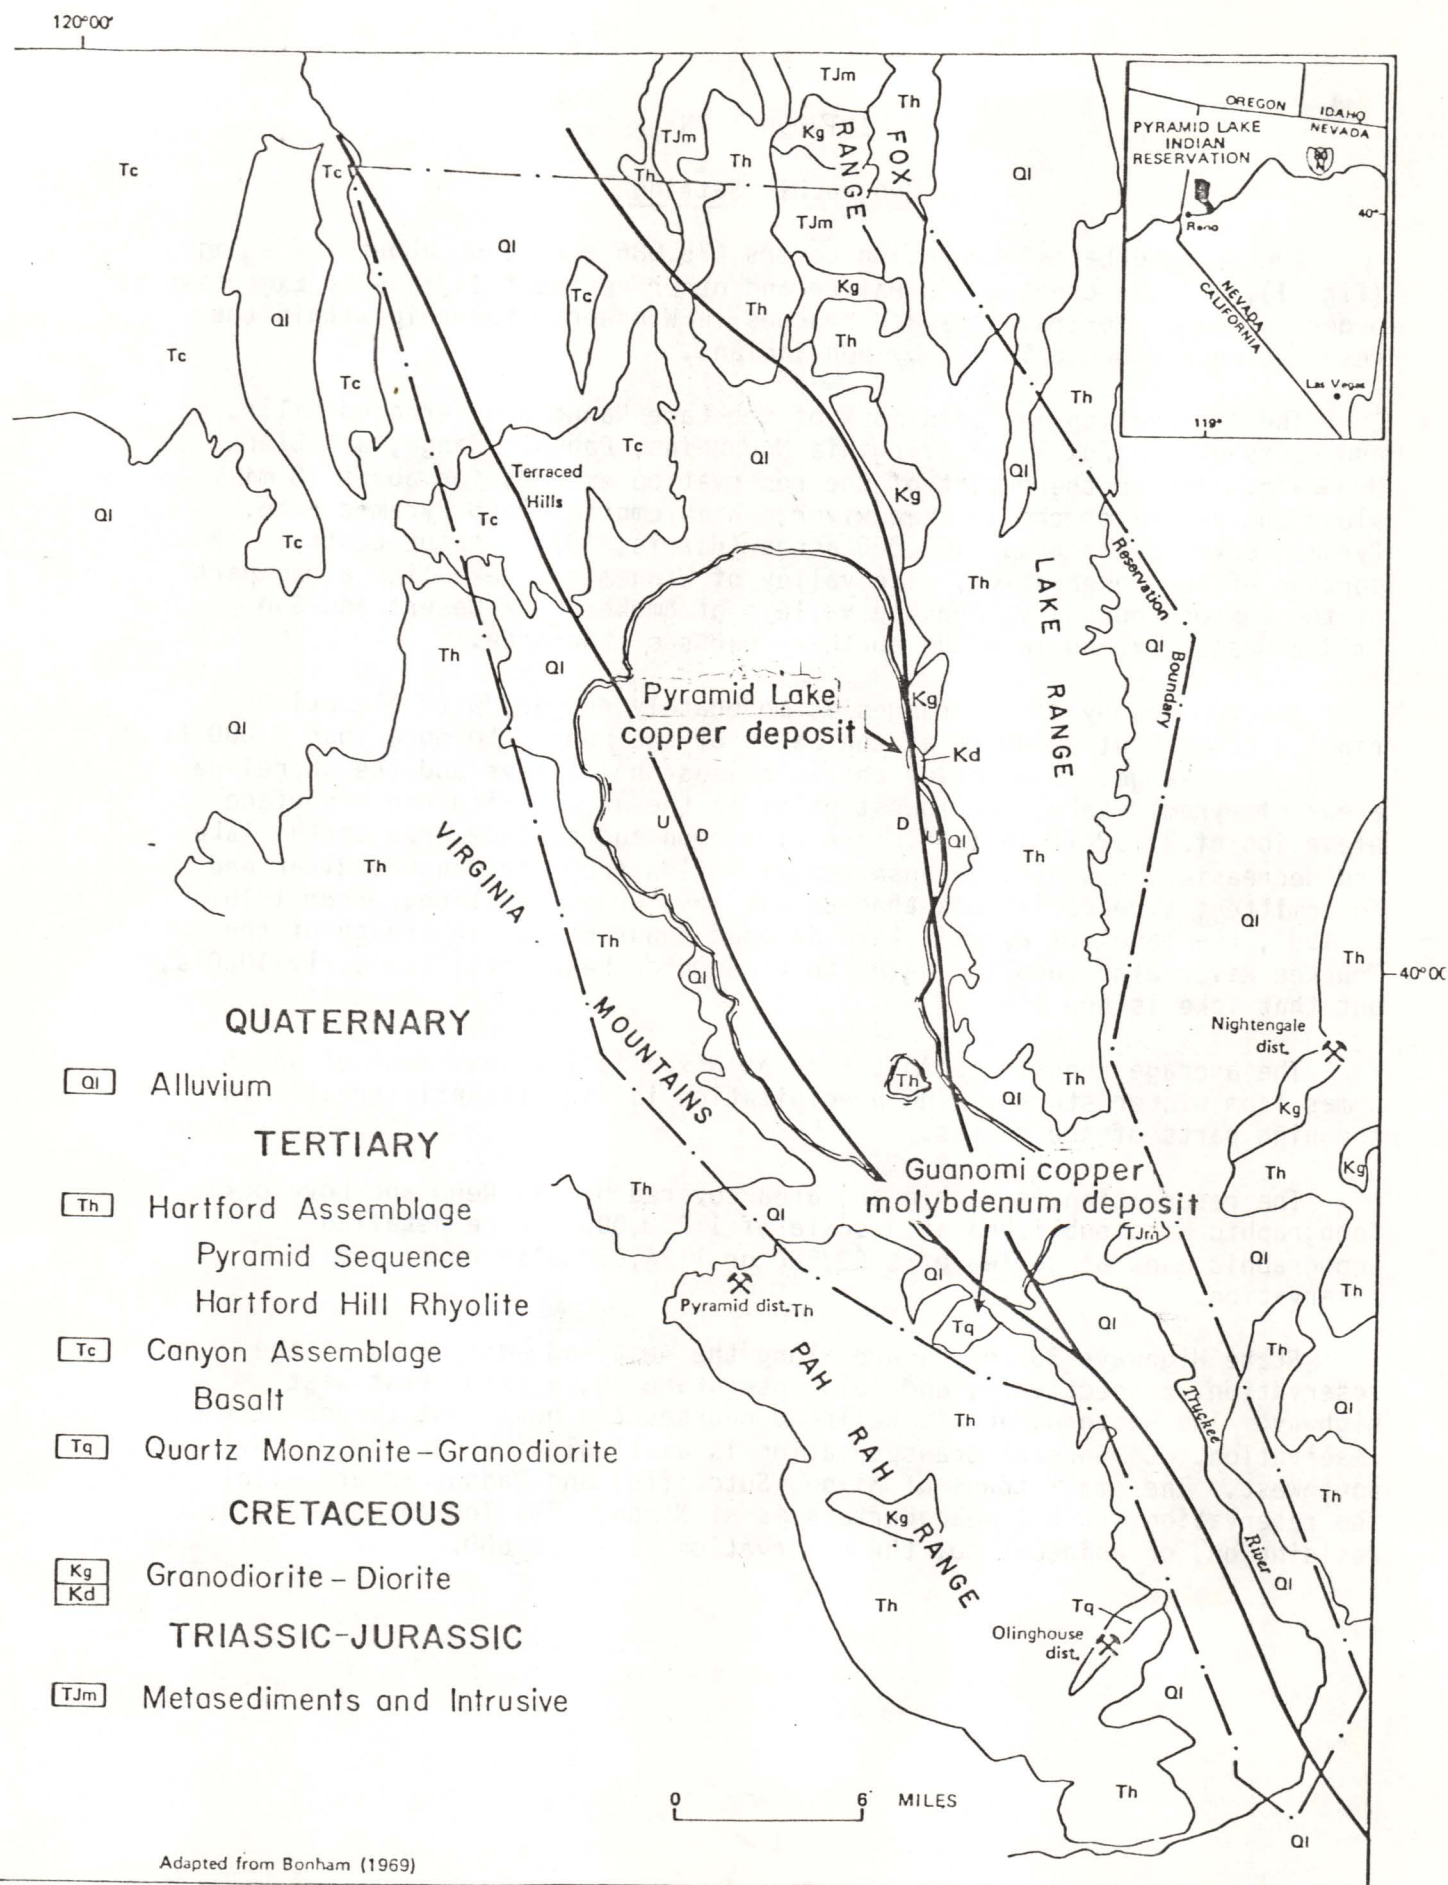 120°00'
TJm
Th
Kg
RANGE
FOX
TJm
Th
Tc
Tc
Th
Ql
TJm
Ql
Kg
Tc
Th
Ql
Th
Tc
Tc
Th
Tc
Ql
Ql
Terraced
Hills
Kg
Ql
Tc
Tc
Th
LAKE RANGE
Reservation Boundary
Ql
Th
Ql
Ql
Pyramid Lake
copper deposit
Kg
Kd
U D
D U
Ql
Th
VIRGINIA MOUNTAINS
Th
Th
Ql
Ql
Th
40°00
Nightengale
dist.
Th
Ql
Th
Kg
Kg
Th
Guanomi copper
molybdenum deposit
Th
Ql
TJm
Ql
Ql
Pyramid dist.
Th
Tq
Ql
Th
Th
PAH RAH RANGE
Th
Truckee River
Ql
Kg
Th
Ql
Th
Tq
Olinghouse
dist.
Ql
Th
Ql
OREGON
IDAHO
NEVADA
PYRAMID LAKE
INDIAN
RESERVATION
80
40°
Reno
NEVADA
CALIFORNIA
Las Vegas
119°
QUATERNARY
Ql Alluvium
TERTIARY
Th Hartford Assemblage
Pyramid Sequence
Hartford Hill Rhyolite
Tc Canyon Assemblage
Basalt
Tq Quartz Monzonite-Granodiorite
CRETACEOUS
Kg
Kd Granodiorite - Diorite
TRIASSIC-JURASSIC
TJm Metasediments and Intrusive
0 6 MILES
Adapted from Bonham (1969)